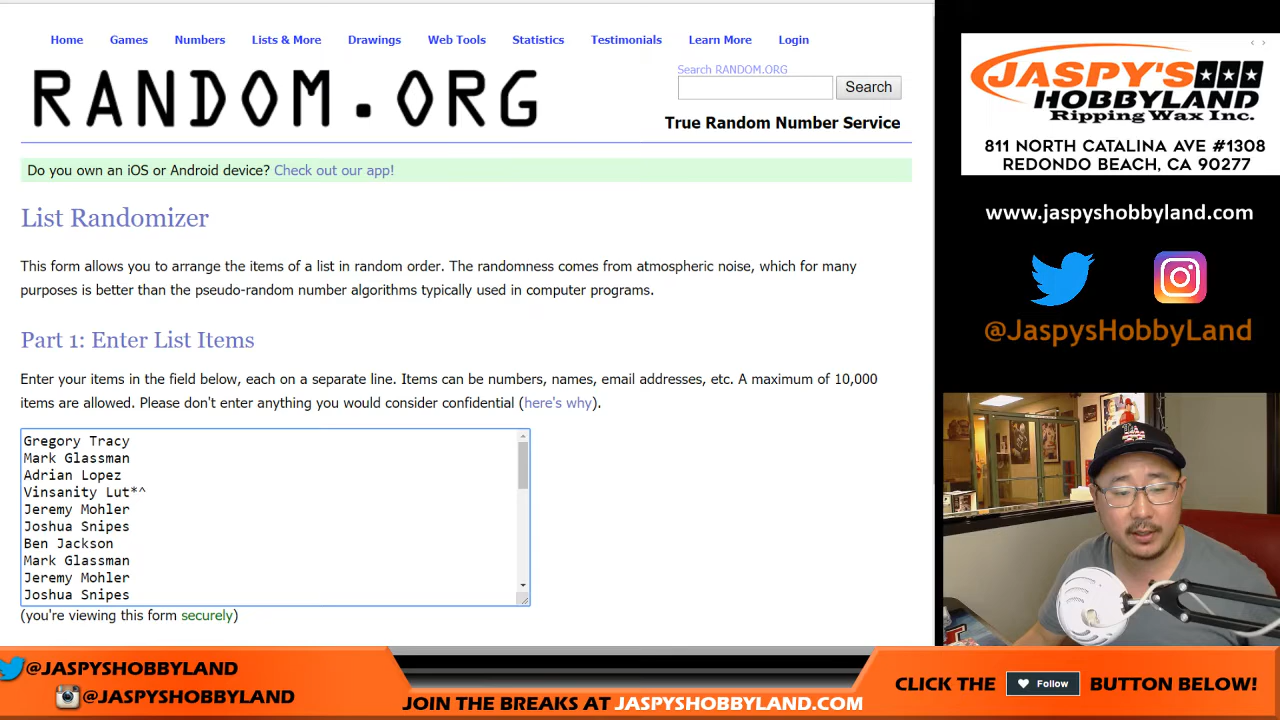 Home Games Numbers Lists & More Drawings Web Tools Statistics Testimonials Learn More Login
RANDOM.ORG
Search RANDOM.ORG
Search
True Random Number Service
Do you own an iOS or Android device? Check out our app!
List Randomizer
This form allows you to arrange the items of a list in random order. The randomness comes from atmospheric noise, which for many
purposes is better than the pseudo-random number algorithms typically used in computer programs.
Part 1: Enter List Items
Enter your items in the field below, each on a separate line. Items can be numbers, names, email addresses, etc. A maximum of 10,000
items are allowed. Please don't enter anything you would consider confidential (here's why).
Gregory Tracy
Mark Glassman
Adrian Lopez
Vinsanity Lut*^
Jeremy Mohler
Joshua Snipes
Ben Jackson
Mark Glassman
Jeremy Mohler
Joshua Snipes
(you're viewing this form securely)
JASPY'S
HOBBYLAND
Ripping Wax Inc.
811 NORTH CATALINA AVE #1308
REDONDO BEACH, CA 90277
www.jaspyshobbyland.com
@JaspysHobbyLand
@JASPYSHOBBYLAND
@JASPYSHOBBYLAND
JOIN THE BREAKS AT JASPYSHOBBYLAND.COM
CLICK THE Follow BUTTON BELOW!